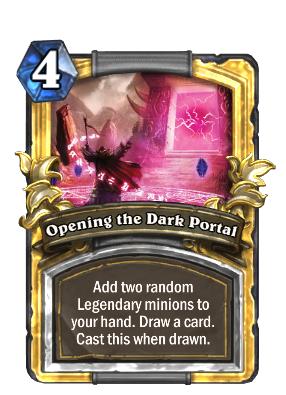 4
Opening the Dark Portal
Add two random
Legendary minions to
your hand. Draw a card.
Cast this when drawn.